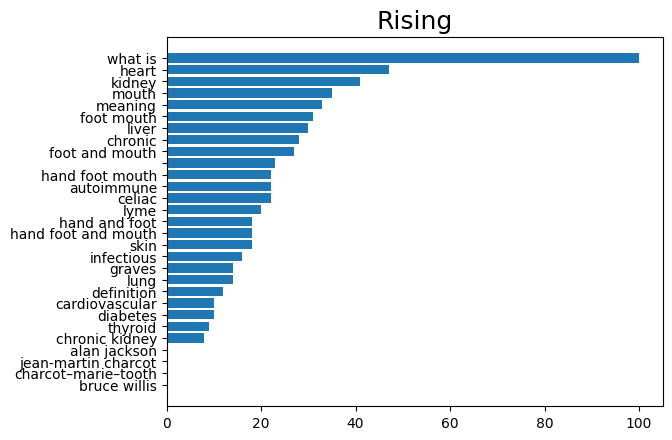 Rising
what is
heart
kidney
mouth
meaning
foot mouth
liver
chronic
foot and mouth
hand foot mouth
autoimmune
celiac
lyme
hand and foot
hand foot and mouth
skin
infectious
graves
lung
definition
cardiovascular
diabetes
thyroid
chronic kidney
alan jackson
jean-martin charcot
charcot–marie–tooth
bruce willis
0 20 40 60 80 100